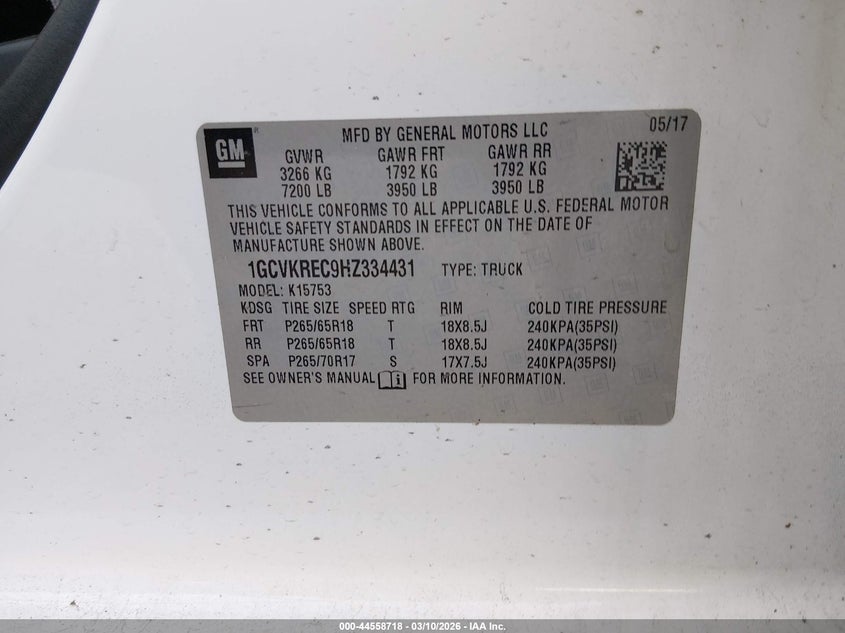 GM
MFD BY GENERAL MOTORS LLC 05/17
GVWR GAWR FRT GAWR RR
3266 KG 1792 KG 1792 KG
7200 LB 3950 LB 3950 LB
THIS VEHICLE CONFORMS TO ALL APPLICABLE U.S. FEDERAL MOTOR
VEHICLE SAFETY STANDARDS IN EFFECT ON THE DATE OF
MANUFACTURE SHOWN ABOVE.
1GCVKREC9HZ334431 TYPE: TRUCK
MODEL: K15753
KDSG TIRE SIZE SPEED RTG RIM COLD TIRE PRESSURE
FRT P265/65R18 T 18X8.5J 240KPA(35PSI)
RR P265/65R18 T 18X8.5J 240KPA(35PSI)
SPA P265/70R17 S 17X7.5J 240KPA(35PSI)
SEE OWNER'S MANUAL FOR MORE INFORMATION.
000-44558718 - 03/10/2026 - IAA Inc.